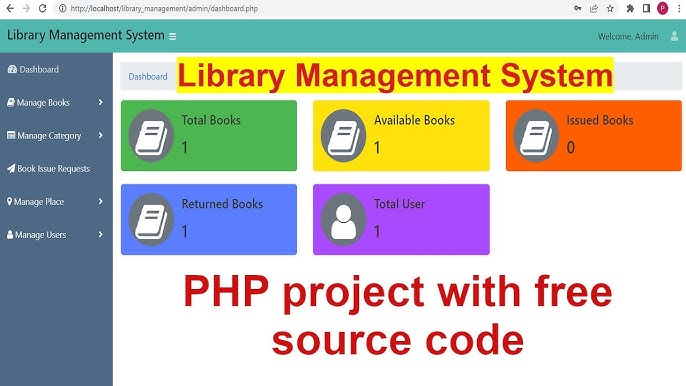 http://localhost/library_management/admin/dashboard.php
P
Library Management System
Welcome, Admin
Dashboard
Manage Books
Manage Category
Book Issue Requests
Manage Place
Manage Users
Dashboard
Library Management System
Total Books
1
Available Books
1
Issued Books
0
Returned Books
1
Total User
1
PHP project with free
source code